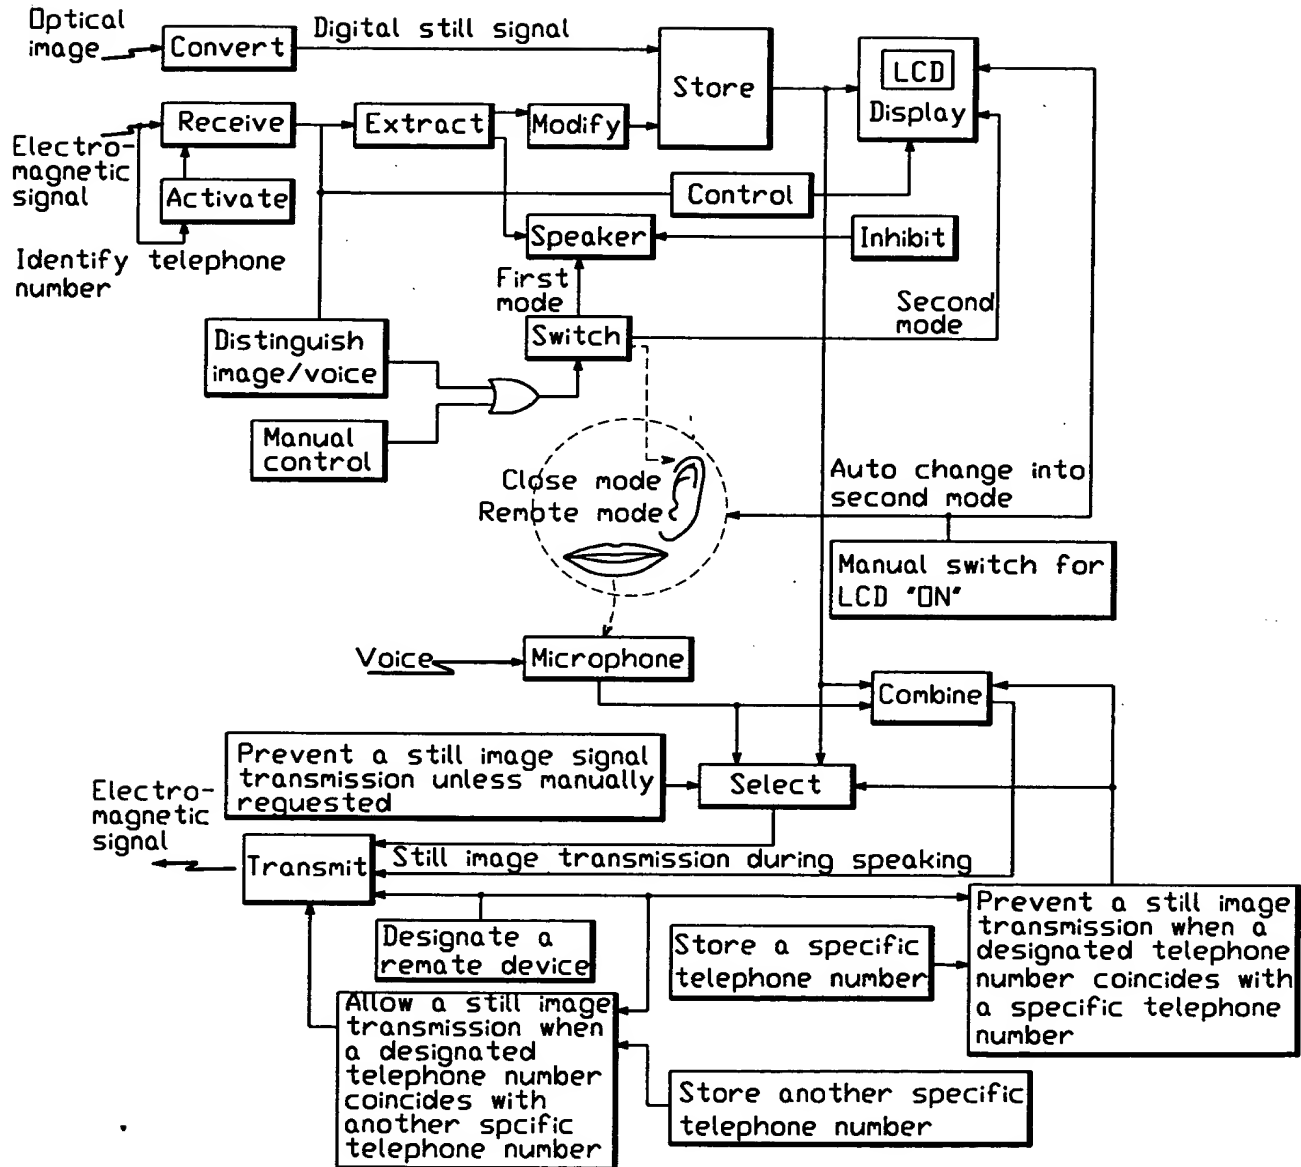 Optical
image
Convert
Digital still signal
Store
LCD
Display
Electro-
magnetic
signal
Receive
Extract
Modify
Activate
Control
Identify telephone
number
Speaker
Inhibit
First
mode
Second
mode
Switch
Distinguish
image/voice
Manual
control
Close mode
Remote mode
Auto change into
second mode
Manual switch for
LCD "ON"
Voice
Microphone
Combine
Prevent a still image signal
transmission unless manually
requested
Select
Electro-
magnetic
signal
Transmit
Still image transmission during speaking
Designate a
remote device
Store a specific
telephone number
Prevent a still image
transmission when a
designated telephone
number coincides with
a specific telephone
number
Allow a still image
transmission when
a designated
telephone number
coincides with
another spcific
telephone number
Store another specific
telephone number